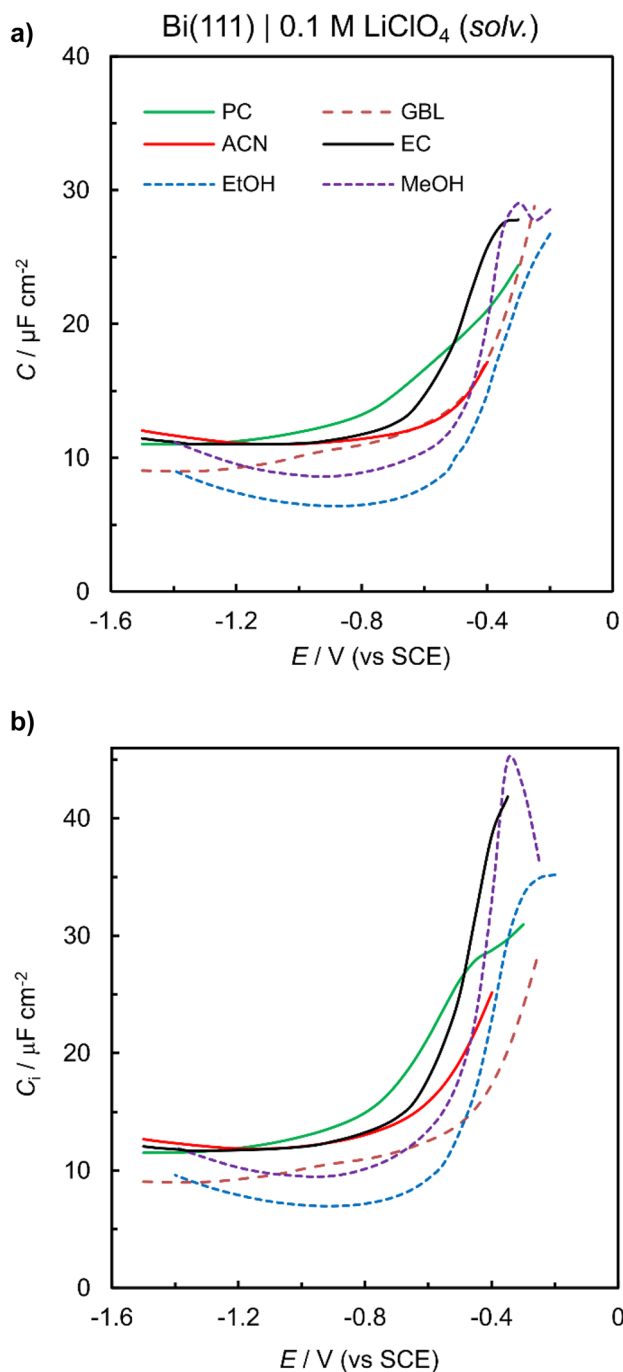 a)
Bi(111) | 0.1 M LiClO₄ (solv.)
40
30
20
10
0
C / µF cm⁻²
PC
GBL
ACN
EC
EtOH
MeOH
-1.6
-1.2
-0.8
-0.4
0
E / V (vs SCE)
b)
40
30
20
10
0
Cᵢ / µF cm⁻²
-1.6
-1.2
-0.8
-0.4
0
E / V (vs SCE)